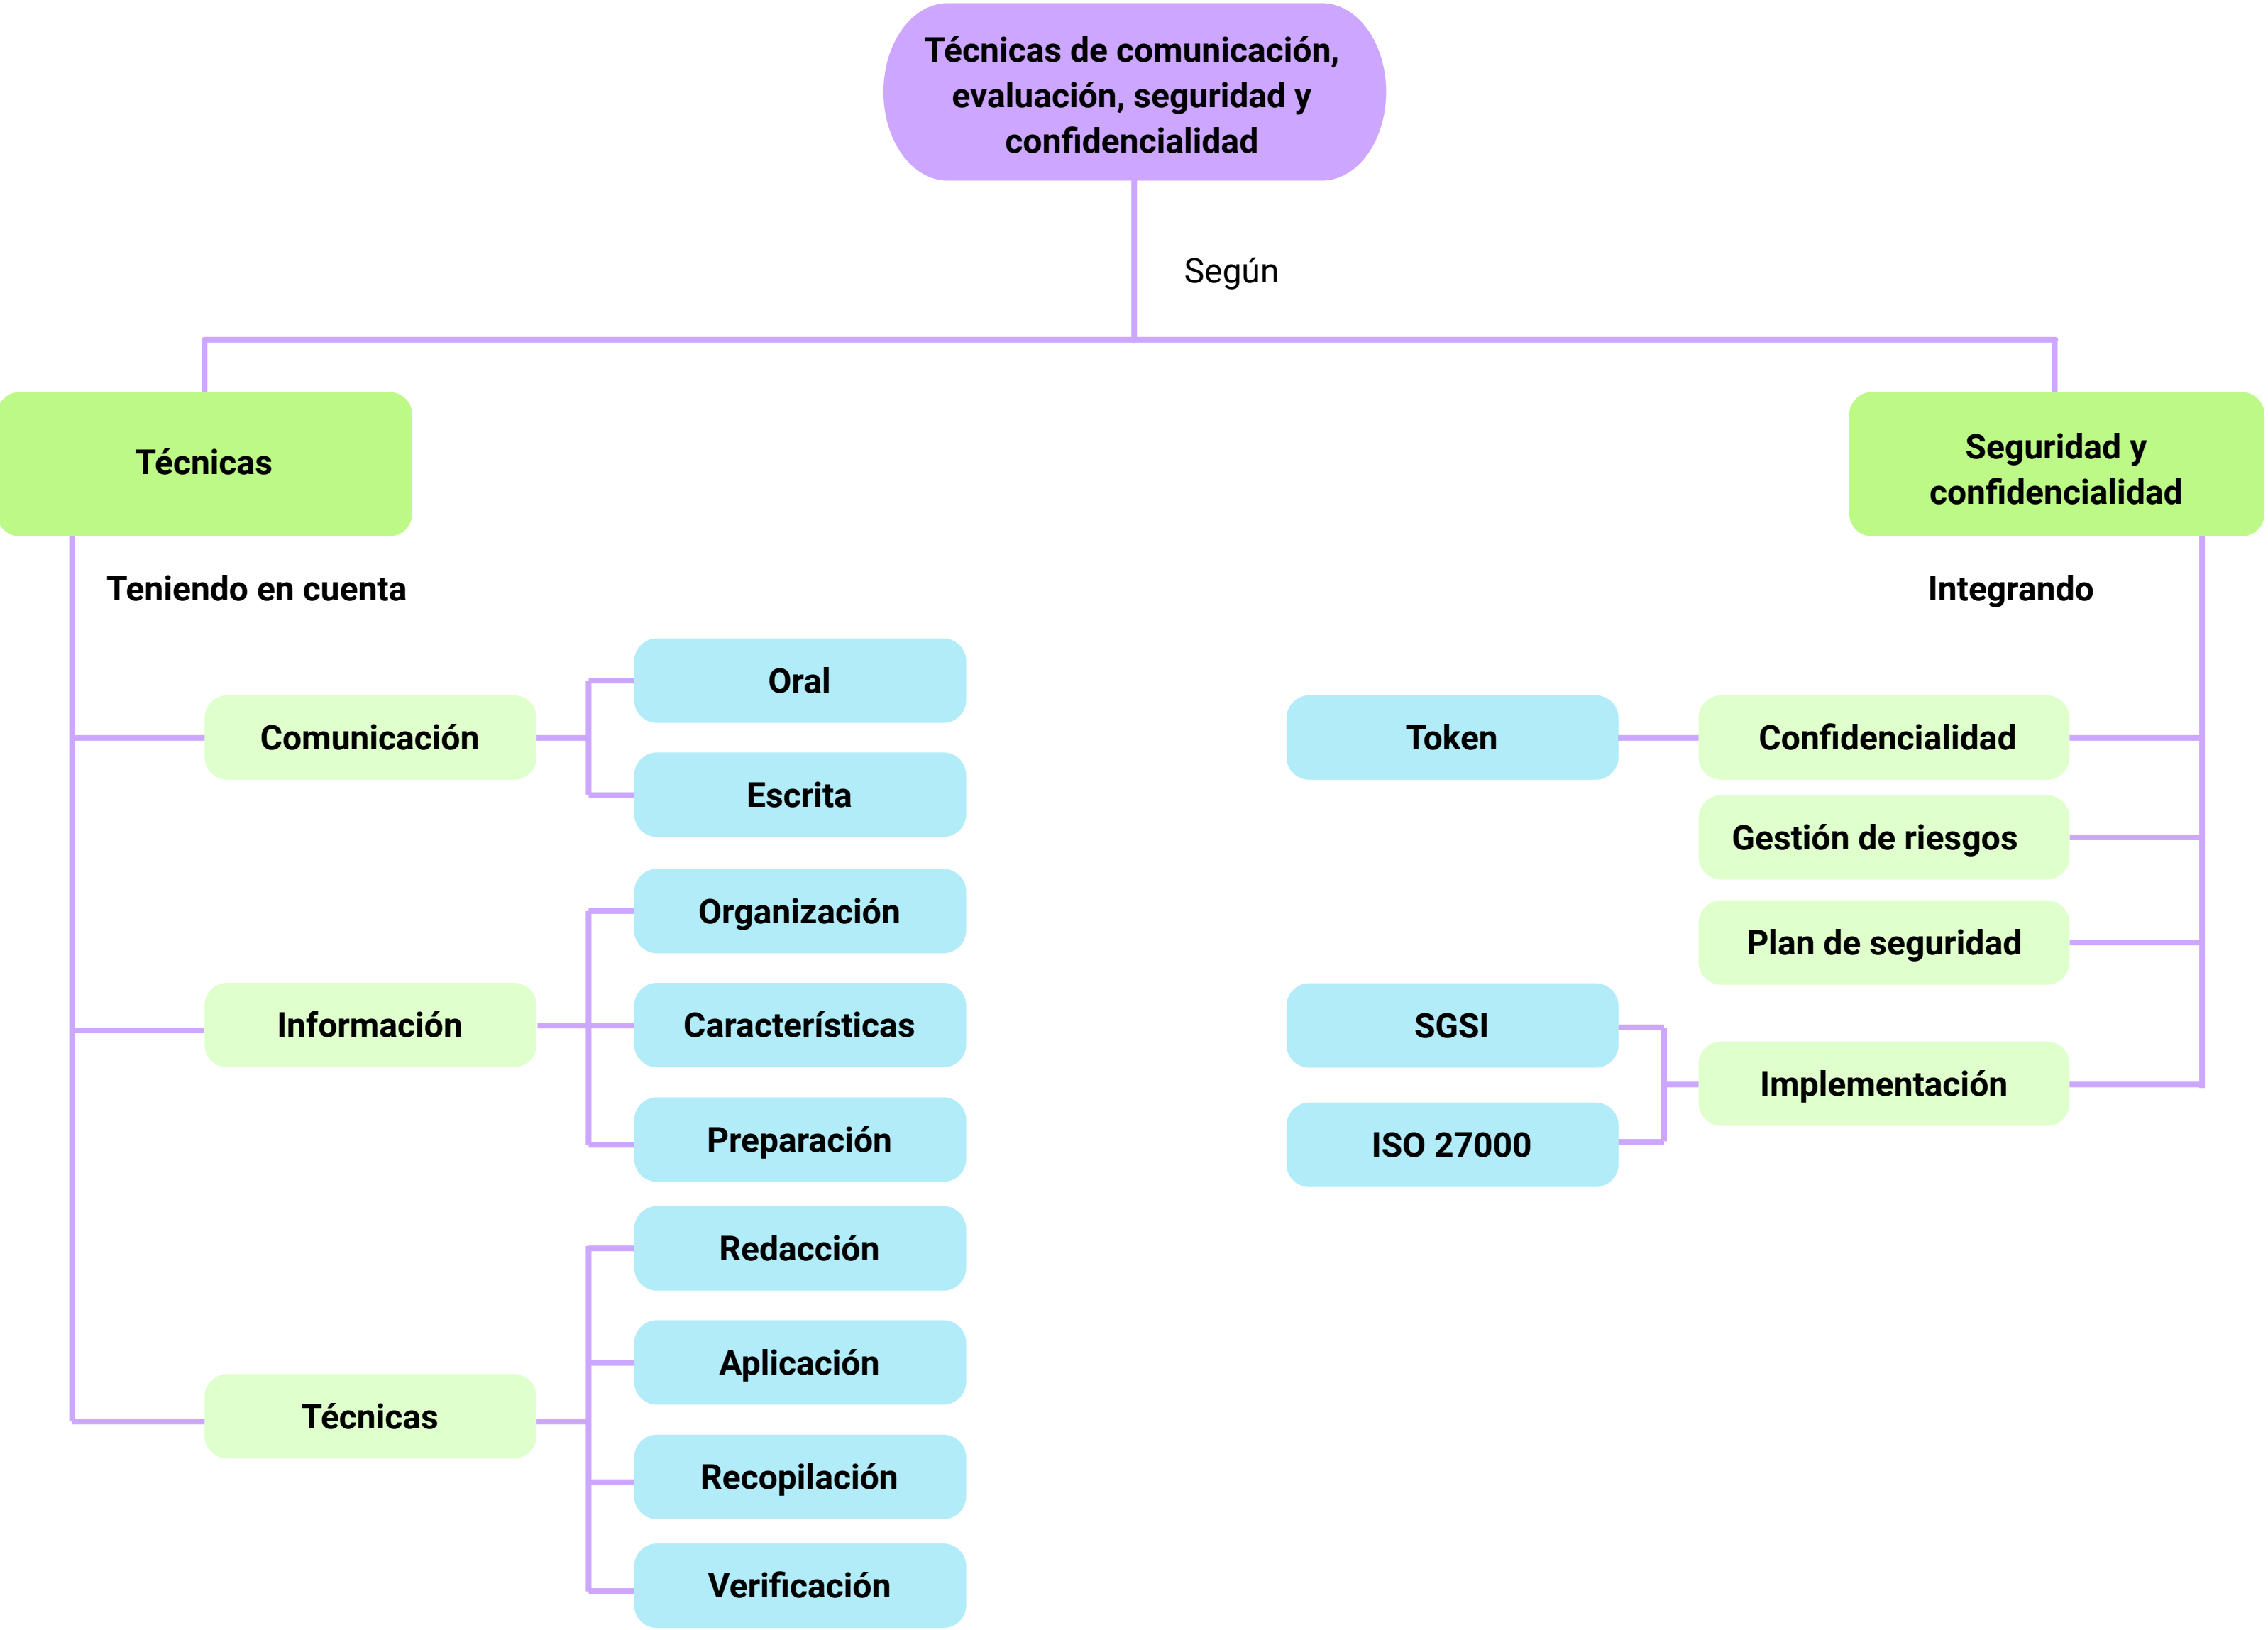 Técnicas de comunicación,
evaluación, seguridad y
confidencialidad
Según
Técnicas
Teniendo en cuenta
Comunicación
Oral
Escrita
Información
Organización
Características
Preparación
Técnicas
Redacción
Aplicación
Recopilación
Verificación
Seguridad y
confidencialidad
Integrando
Confidencialidad
Token
Gestión de riesgos
Plan de seguridad
Implementación
SGSI
ISO 27000